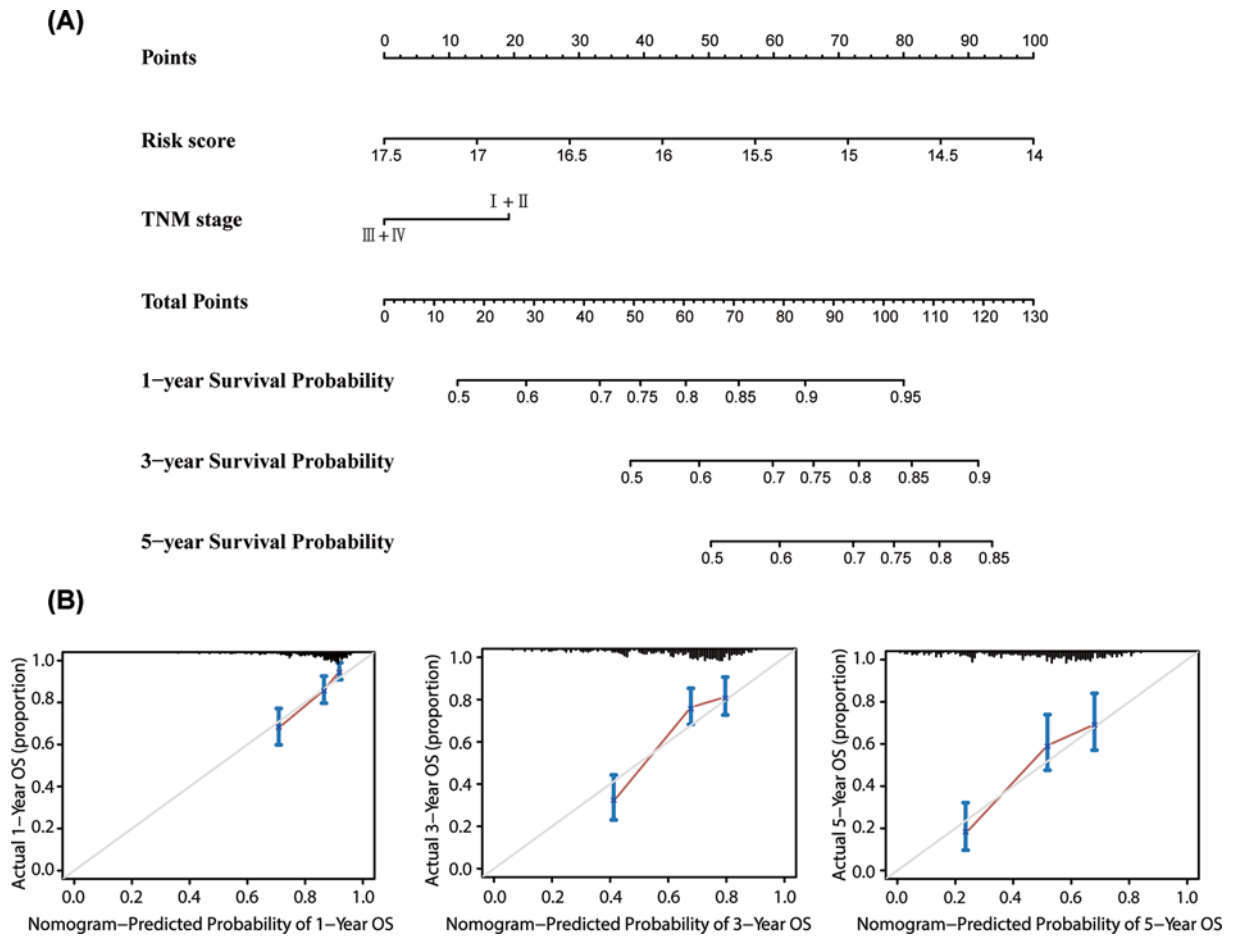 (A)
Points
0 10 20 30 40 50 60 70 80 90 100
Risk score
17.5 17 16.5 16 15.5 15 14.5 14
TNM stage
I + II
III + IV
Total Points
0 10 20 30 40 50 60 70 80 90 100 110 120 130
1−year Survival Probability
0.5 0.6 0.7 0.75 0.8 0.85 0.9 0.95
3−year Survival Probability
0.5 0.6 0.7 0.75 0.8 0.85 0.9
5−year Survival Probability
0.5 0.6 0.7 0.75 0.8 0.85
(B)
Actual 1−Year OS (proportion)
1.0
0.8
0.6
0.4
0.2
0.0
0.0 0.2 0.4 0.6 0.8 1.0
Nomogram−Predicted Probability of 1−Year OS
Actual 3−Year OS (proportion)
1.0
0.8
0.6
0.4
0.2
0.0
0.0 0.2 0.4 0.6 0.8 1.0
Nomogram−Predicted Probability of 3−Year OS
Actual 5−Year OS (proportion)
1.0
0.8
0.6
0.4
0.2
0.0
0.0 0.2 0.4 0.6 0.8 1.0
Nomogram−Predicted Probability of 5−Year OS